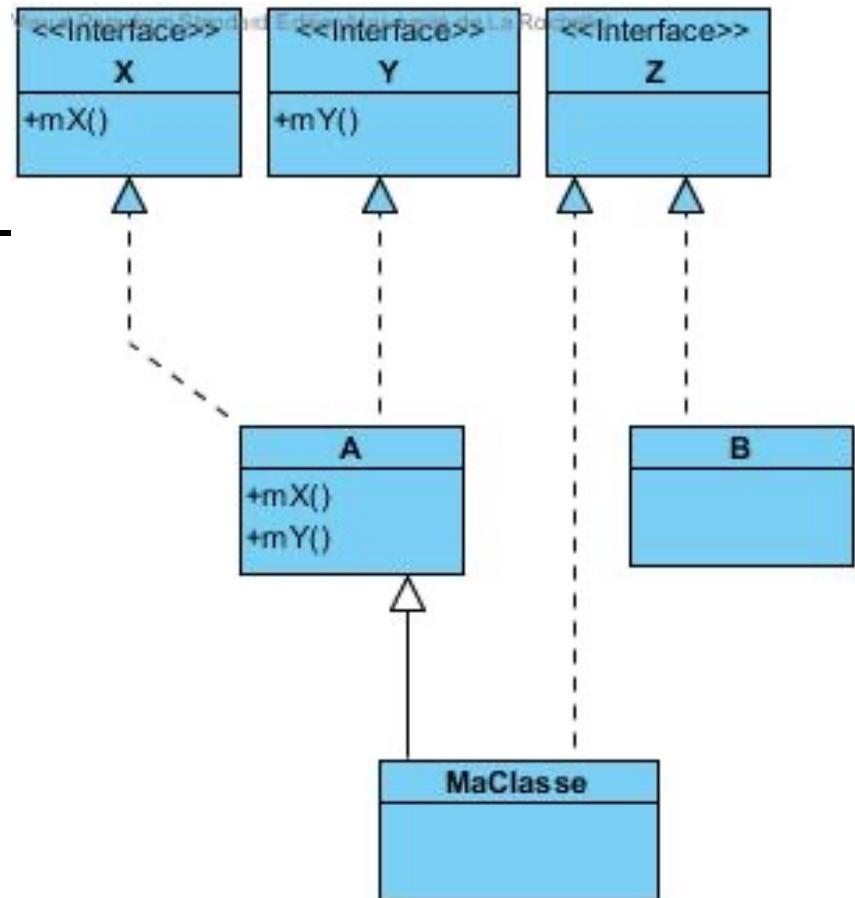 <<Interface>>
X
+mX()
<<Interface>>
Y
+mY()
<<Interface>>
Z
A
+mX()
+mY()
B
MaClasse